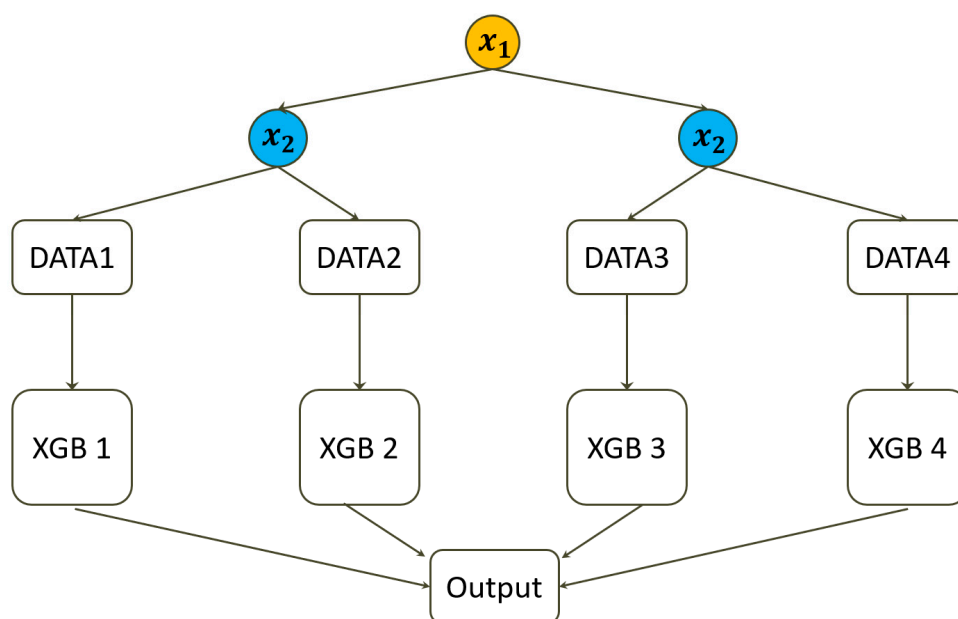 x₁
x₂
x₂
DATA1
DATA2
DATA3
DATA4
XGB 1
XGB 2
XGB 3
XGB 4
Output